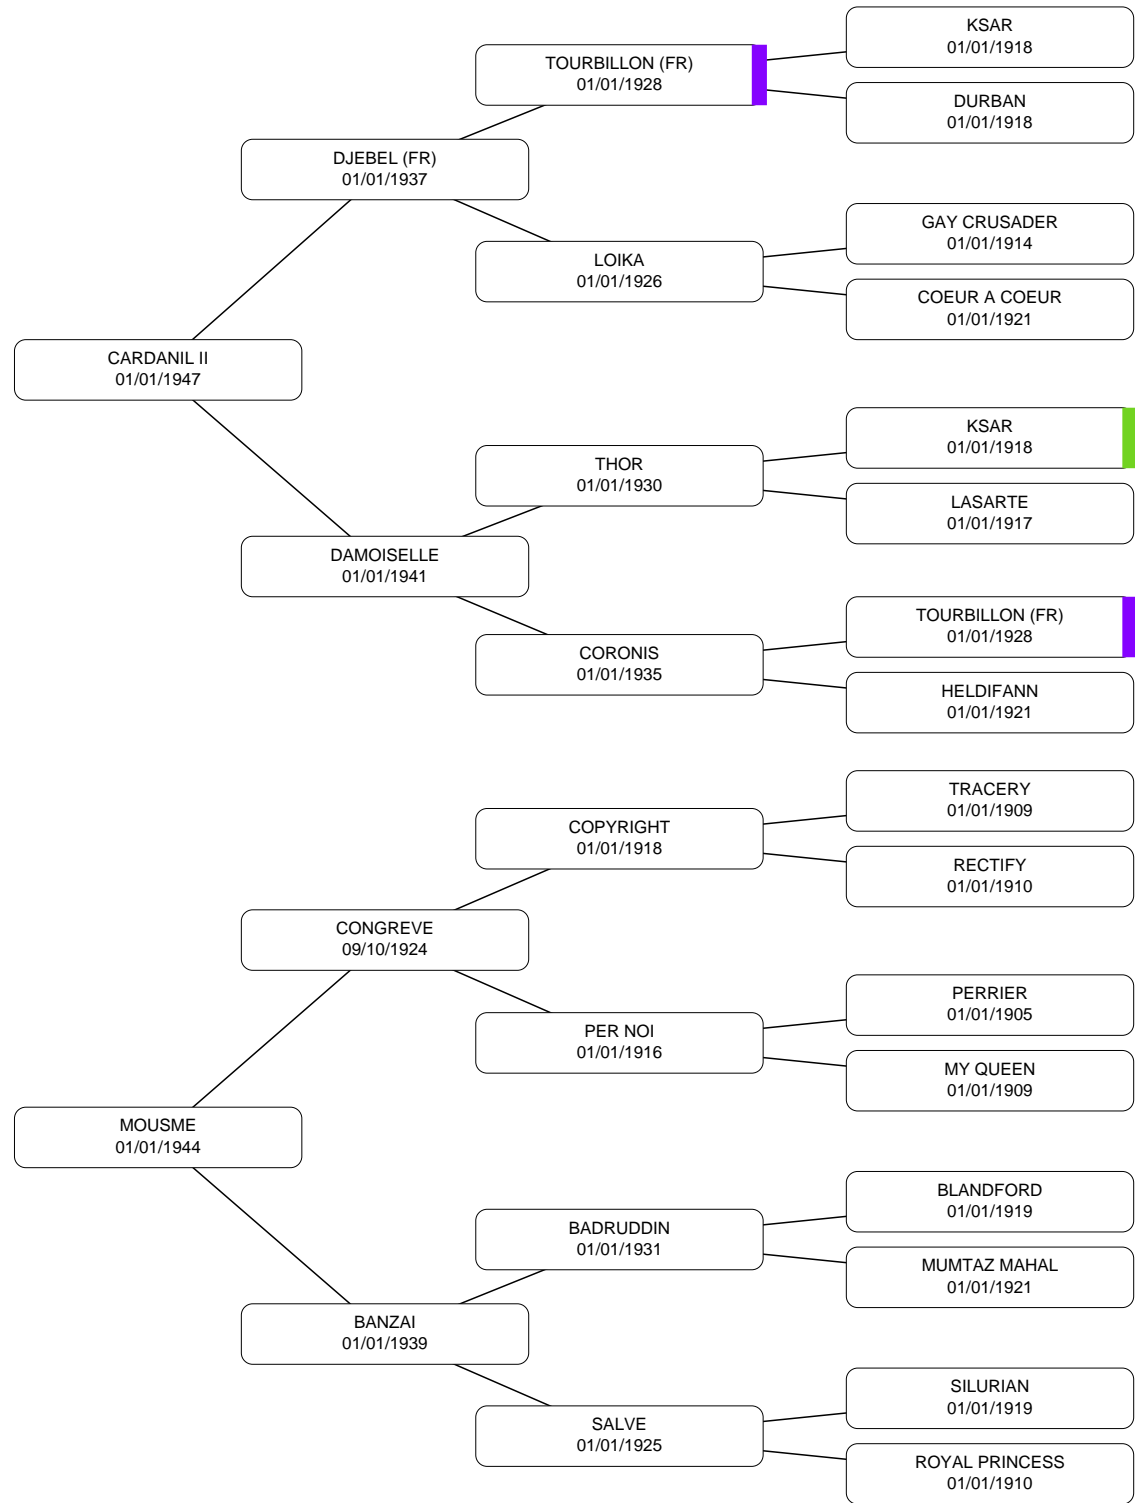 KSAR
01/01/1918
TOURBILLON (FR)
01/01/1928
DURBAN
01/01/1918
DJEBEL (FR)
01/01/1937
GAY CRUSADER
01/01/1914
LOIKA
01/01/1926
COEUR A COEUR
01/01/1921
CARDANIL II
01/01/1947
KSAR
01/01/1918
THOR
01/01/1930
LASARTE
01/01/1917
DAMOISELLE
01/01/1941
TOURBILLON (FR)
01/01/1928
CORONIS
01/01/1935
HELDIFANN
01/01/1921
TRACERY
01/01/1909
COPYRIGHT
01/01/1918
RECTIFY
01/01/1910
CONGREVE
09/10/1924
PERRIER
01/01/1905
PER NOI
01/01/1916
MY QUEEN
01/01/1909
MOUSME
01/01/1944
BLANDFORD
01/01/1919
BADRUDDIN
01/01/1931
MUMTAZ MAHAL
01/01/1921
BANZAI
01/01/1939
SILURIAN
01/01/1919
SALVE
01/01/1925
ROYAL PRINCESS
01/01/1910